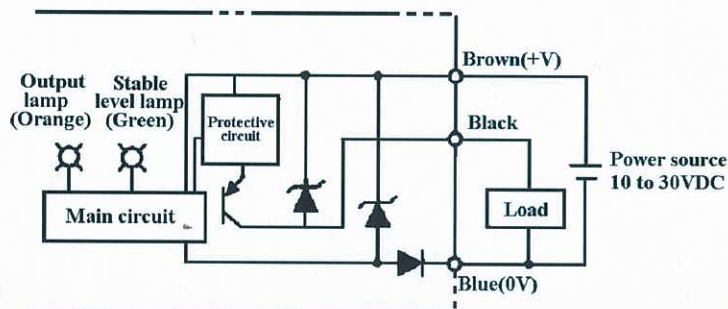 Output
lamp
(Orange)
Stable
level lamp
(Green)
Protective
circuit
Main circuit
Brown(+V)
Black
Load
Power source
10 to 30VDC
Blue(0V)